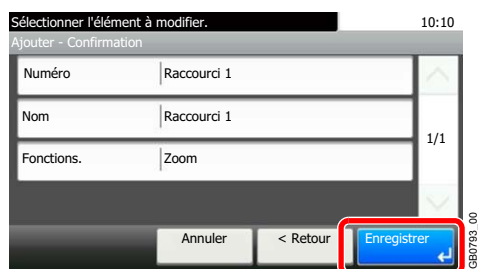 Sélectionner l'élément à modifier. 10:10
Ajouter - Confirmation
Numéro Raccourci 1
Nom Raccourci 1
1/1
Fonctions. Zoom
Annuler < Retour Enregistrer
GB0793_00